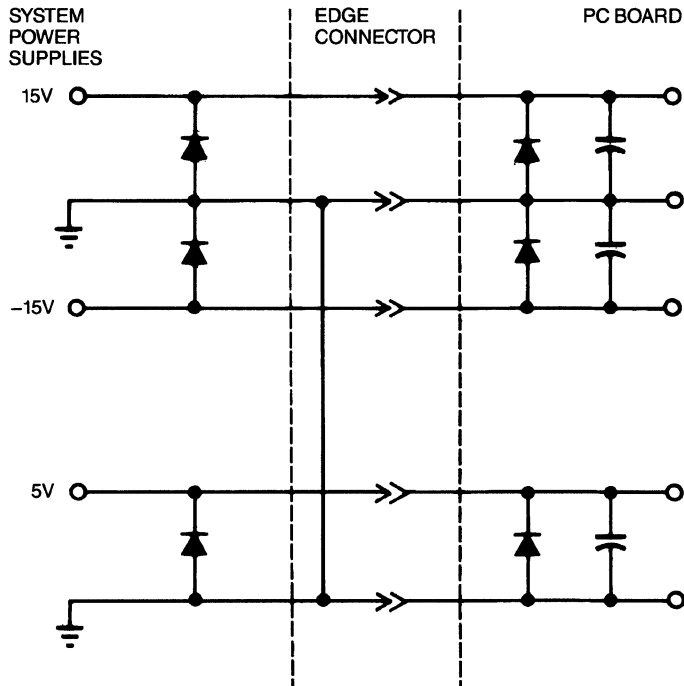 SYSTEM
POWER
SUPPLIES
EDGE
CONNECTOR
PC BOARD
15V
–15V
5V